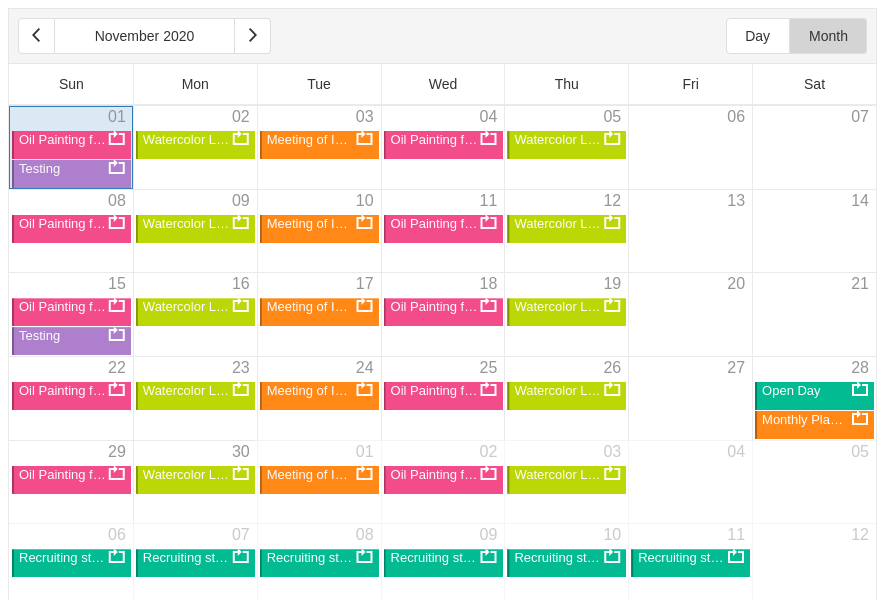 November 2020
Day Month
Sun Mon Tue Wed Thu Fri Sat
01 02 03 04 05 06 07
Oil Painting f... Watercolor L... Meeting of I... Oil Painting f... Watercolor L...
Testing
08 09 10 11 12 13 14
Oil Painting f... Watercolor L... Meeting of I... Oil Painting f... Watercolor L...
15 16 17 18 19 20 21
Oil Painting f... Watercolor L... Meeting of I... Oil Painting f... Watercolor L...
Testing
22 23 24 25 26 27 28
Oil Painting f... Watercolor L... Meeting of I... Oil Painting f... Watercolor L... Open Day
Monthly Pla...
29 30 01 02 03 04 05
Oil Painting f... Watercolor L... Meeting of I... Oil Painting f... Watercolor L...
06 07 08 09 10 11 12
Recruiting st... Recruiting st... Recruiting st... Recruiting st... Recruiting st... Recruiting st...